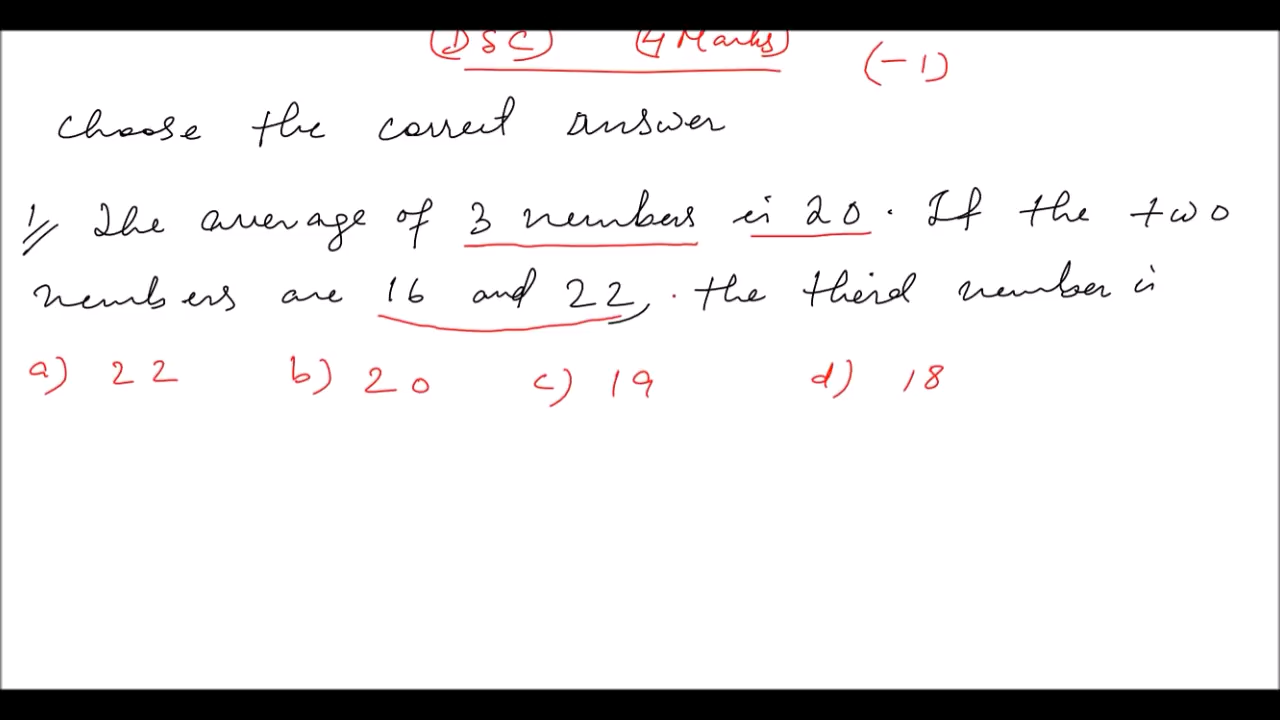 (DSC) (4 Marks) (-1)
Choose the correct answer
1// The average of 3 numbers is 20. If the two
numbers are 16 and 22, the third number is
a) 22 b) 20 c) 19 d) 18